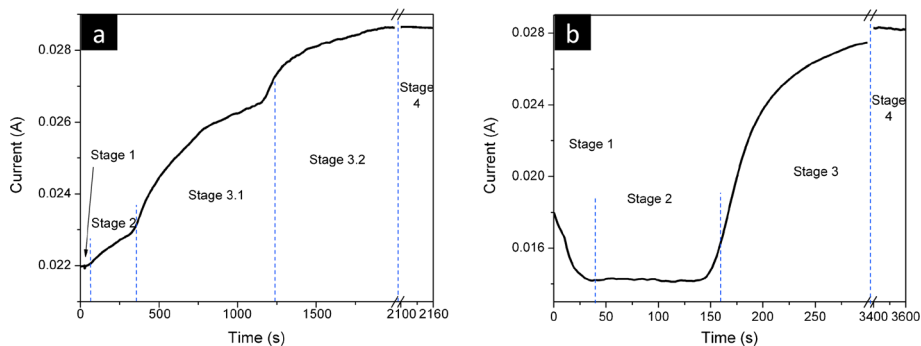 a
0.028
0.026
0.024
0.022
Current (A)
Stage 1
Stage 2
Stage 3.1
Stage 3.2
Stage
4
0
500
1000
1500
2100
2160
Time (s)
b
0.028
0.024
0.020
0.016
Current (A)
Stage 1
Stage 2
Stage 3
Stage
4
0
50
100
150
200
250
3400
3600
Time (s)